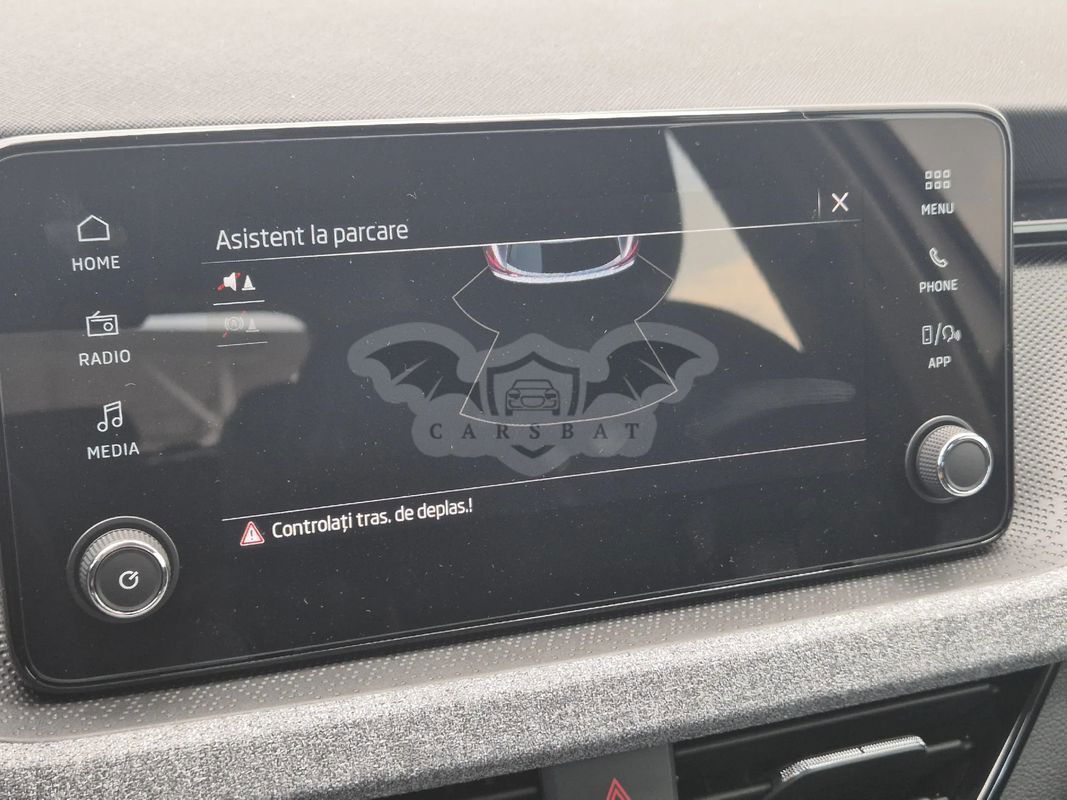 Asistent la parcare
HOME
RADIO
MEDIA
MENU
PHONE
APP
CARSBAT
Controlați tras. de deplas.!